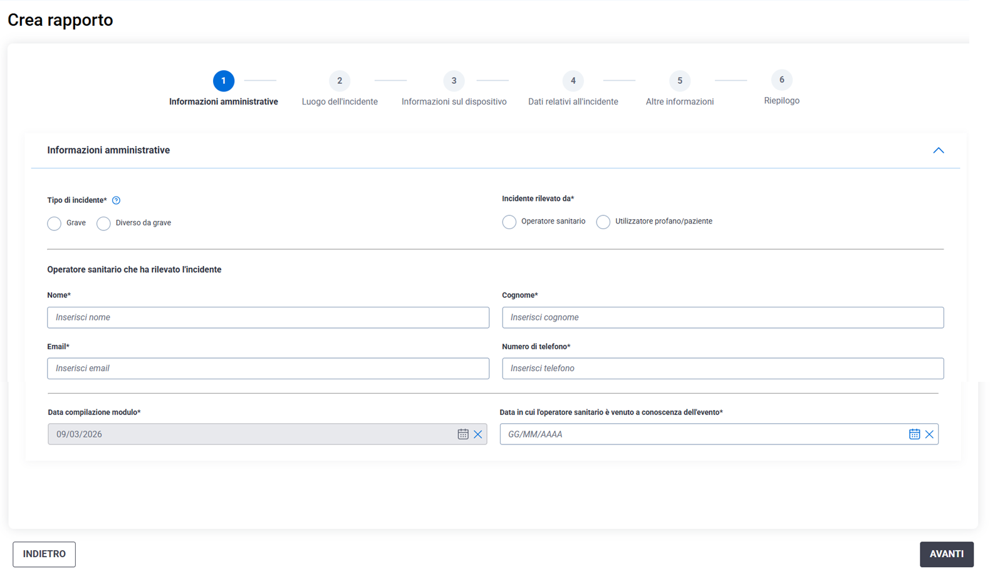 Crea rapporto
1 2 3 4 5 6
Informazioni amministrative Luogo dell'incidente Informazioni sul dispositivo Dati relativi all'incidente Altre informazioni Riepilogo
Informazioni amministrative
Tipo di incidente* ? Incidente rilevato da*
Grave Diverso da grave Operatore sanitario Utilizzatore profano/paziente
Operatore sanitario che ha rilevato l'incidente
Nome* Cognome*
Inserisci nome Inserisci cognome
Email* Numero di telefono*
Inserisci email Inserisci telefono
Data compilazione modulo* Data in cui l'operatore sanitario è venuto a conoscenza dell'evento*
09/03/2026 GG/MM/AAAA
INDIETRO AVANTI